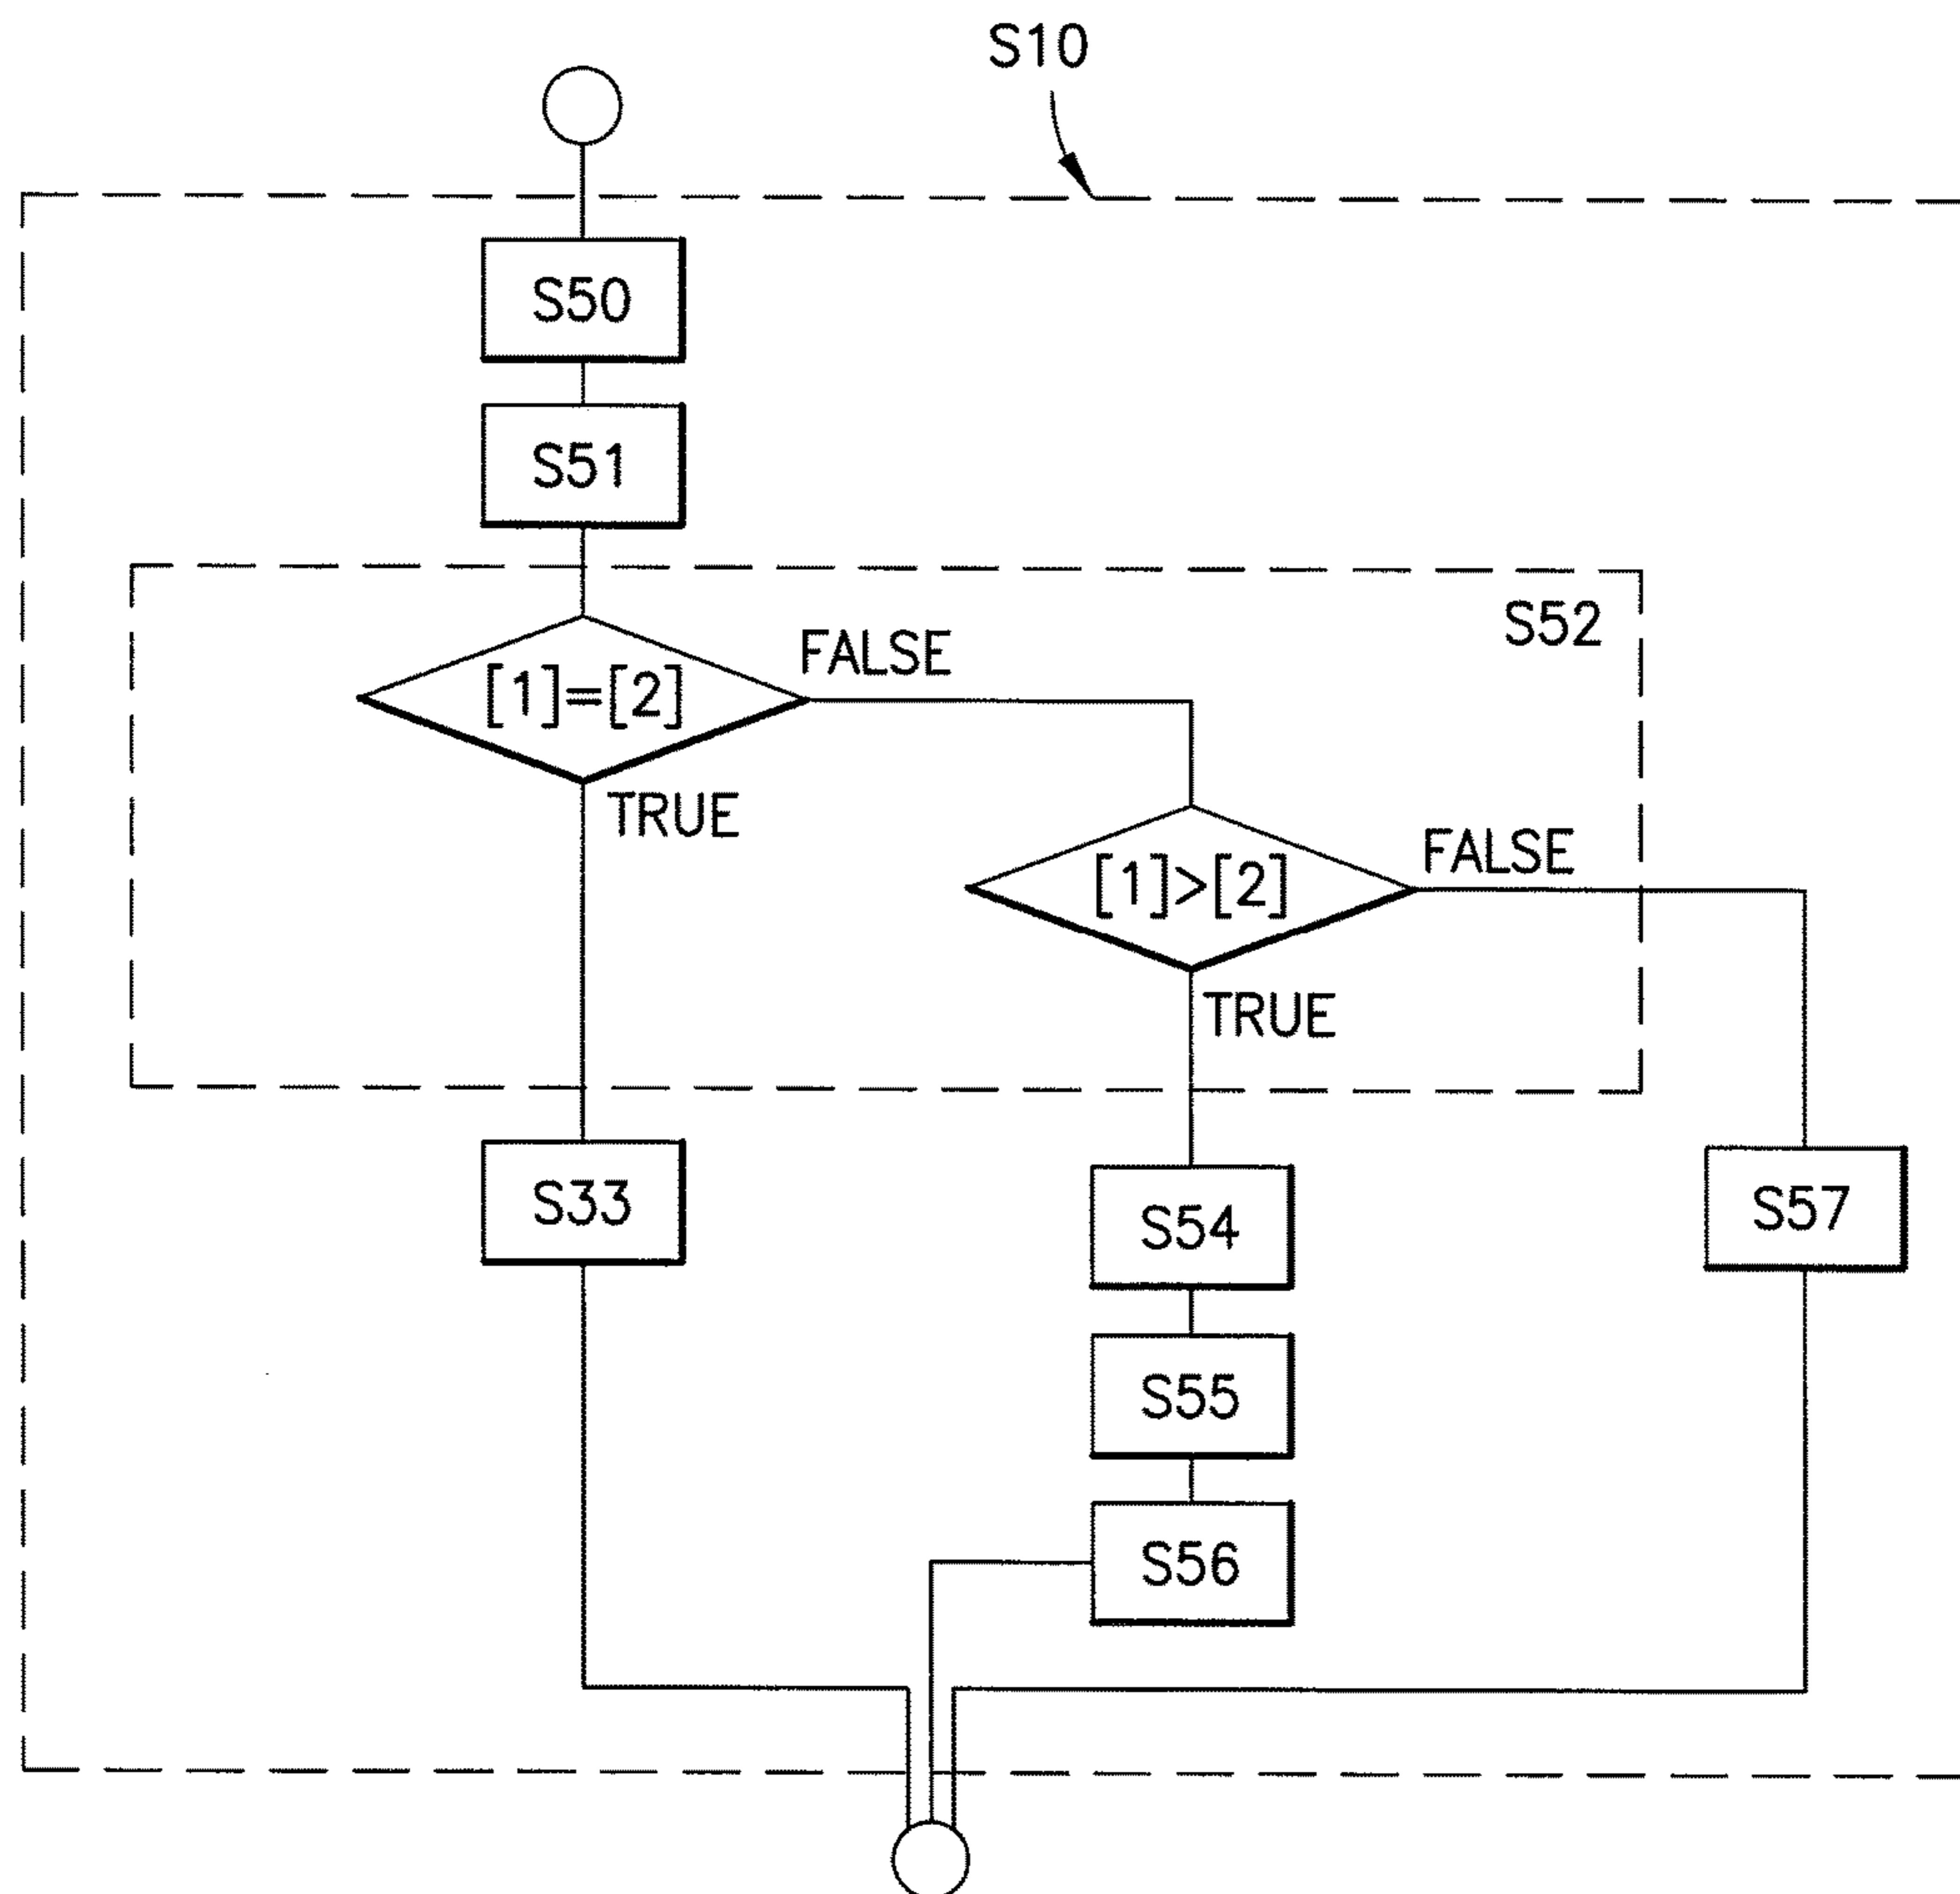 S10
S50
S51
S52
[1]=[2]
FALSE
TRUE
[1]>[2]
FALSE
TRUE
S33
S54
S57
S55
S56